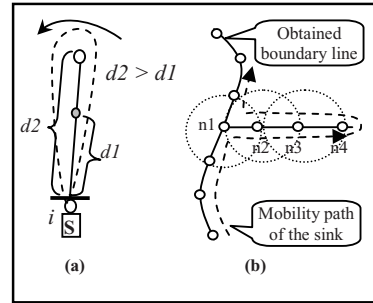 d2 > d1
d2
d1
i
S
(a)
Obtained
boundary line
n1
n2
n3
n4
Mobility path
of the sink
(b)